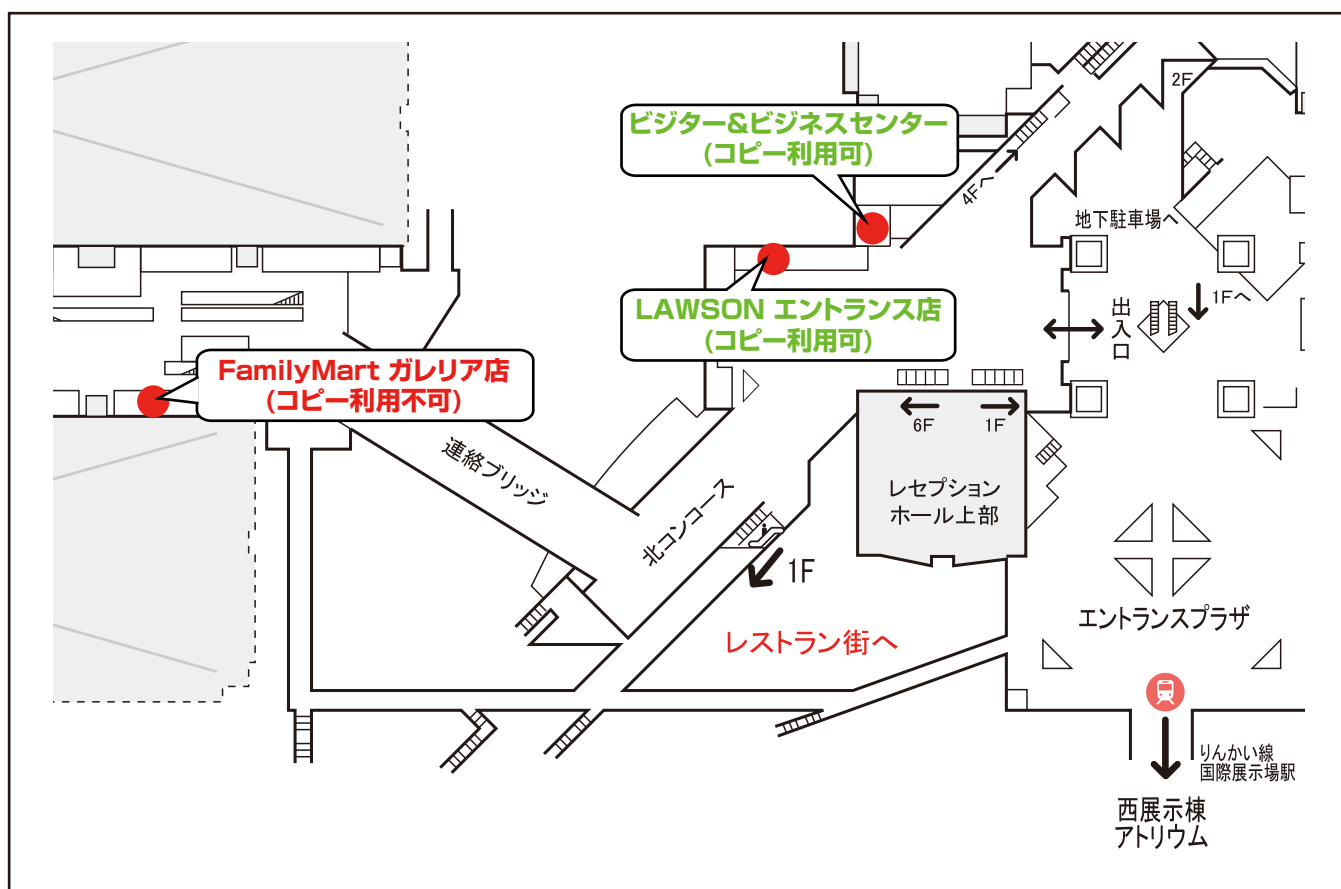 2F
ビジター&ビジネスセンター
(コピー利用可)
4Fへ
地下駐車場へ
LAWSON エントランス店
(コピー利用可)
1Fへ
出入口
FamilyMart ガレリア店
(コピー利用不可)
6F
1F
連絡ブリッジ
北コンコース
レセプション
ホール上部
1F
エントランスプラザ
レストラン街へ
りんかい線
国際展示場駅
西展示棟
アトリウム